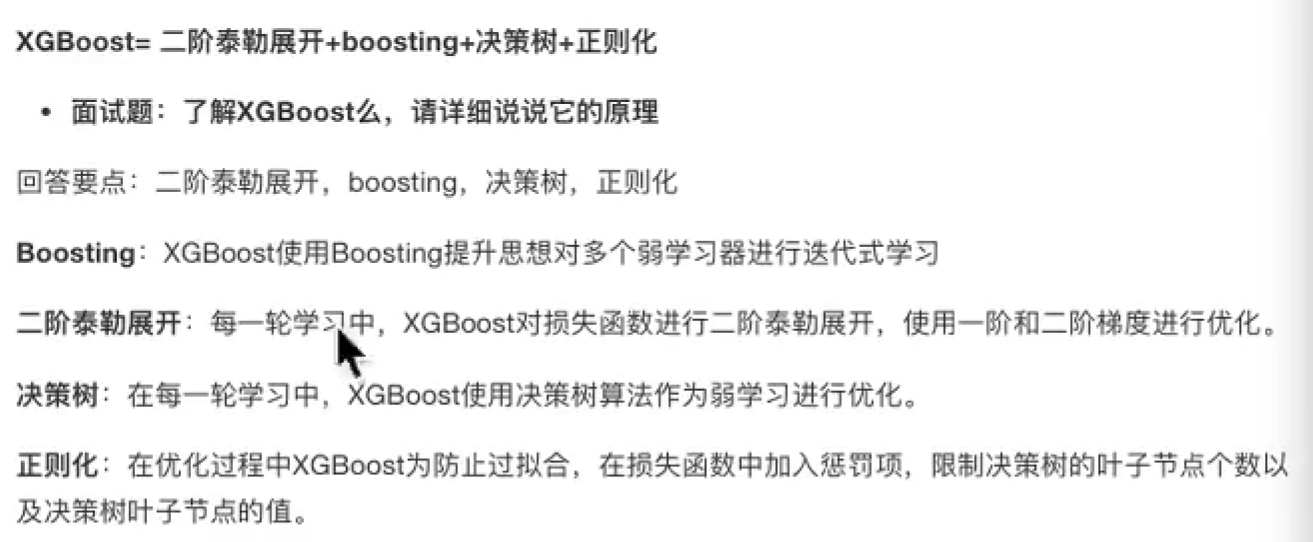 XGBoost= 二阶泰勒展开+boosting+决策树+正则化
• 面试题：了解XGBoost么，请详细说说它的原理
回答要点：二阶泰勒展开，boosting，决策树，正则化
Boosting：XGBoost使用Boosting提升思想对多个弱学习器进行迭代式学习
二阶泰勒展开：每一轮学习中，XGBoost对损失函数进行二阶泰勒展开，使用一阶和二阶梯度进行优化。
决策树：在每一轮学习中，XGBoost使用决策树算法作为弱学习进行优化。
正则化：在优化过程中XGBoost为防止过拟合，在损失函数中加入惩罚项，限制决策树的叶子节点个数以
及决策树叶子节点的值。